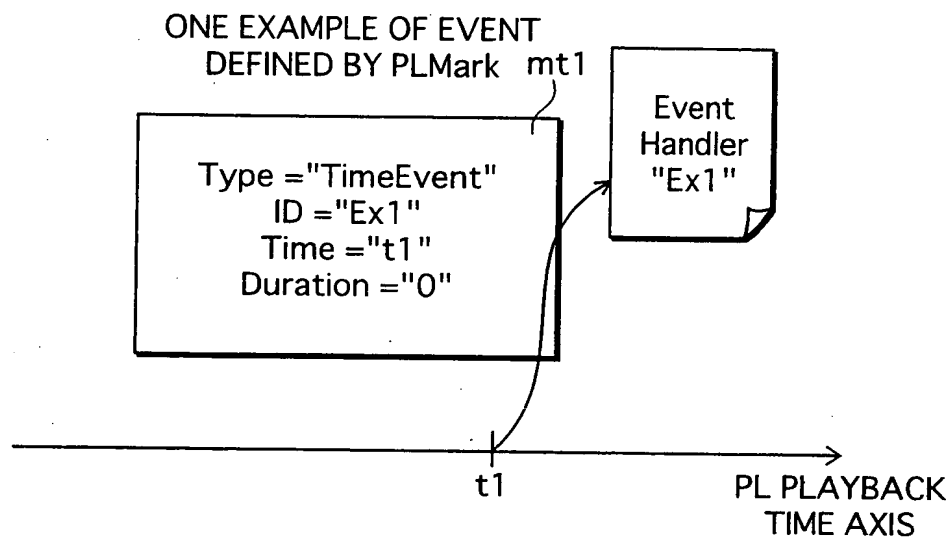 ONE EXAMPLE OF EVENT
DEFINED BY PLMark mt1
Event
Handler
"Ex1"
Type ="TimeEvent"
ID ="Ex1"
Time ="t1"
Duration ="0"
t1
PL PLAYBACK
TIME AXIS